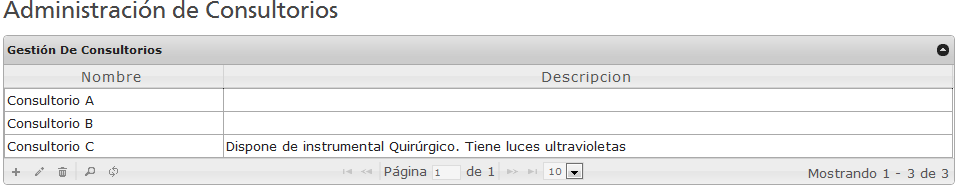 Administración de Consultorios
Gestión De Consultorios
Nombre Descripcion
Consultorio A
Consultorio B
Consultorio C Dispone de instrumental Quirúrgico. Tiene luces ultravioletas
Página 1 de 1 10 Mostrando 1 - 3 de 3